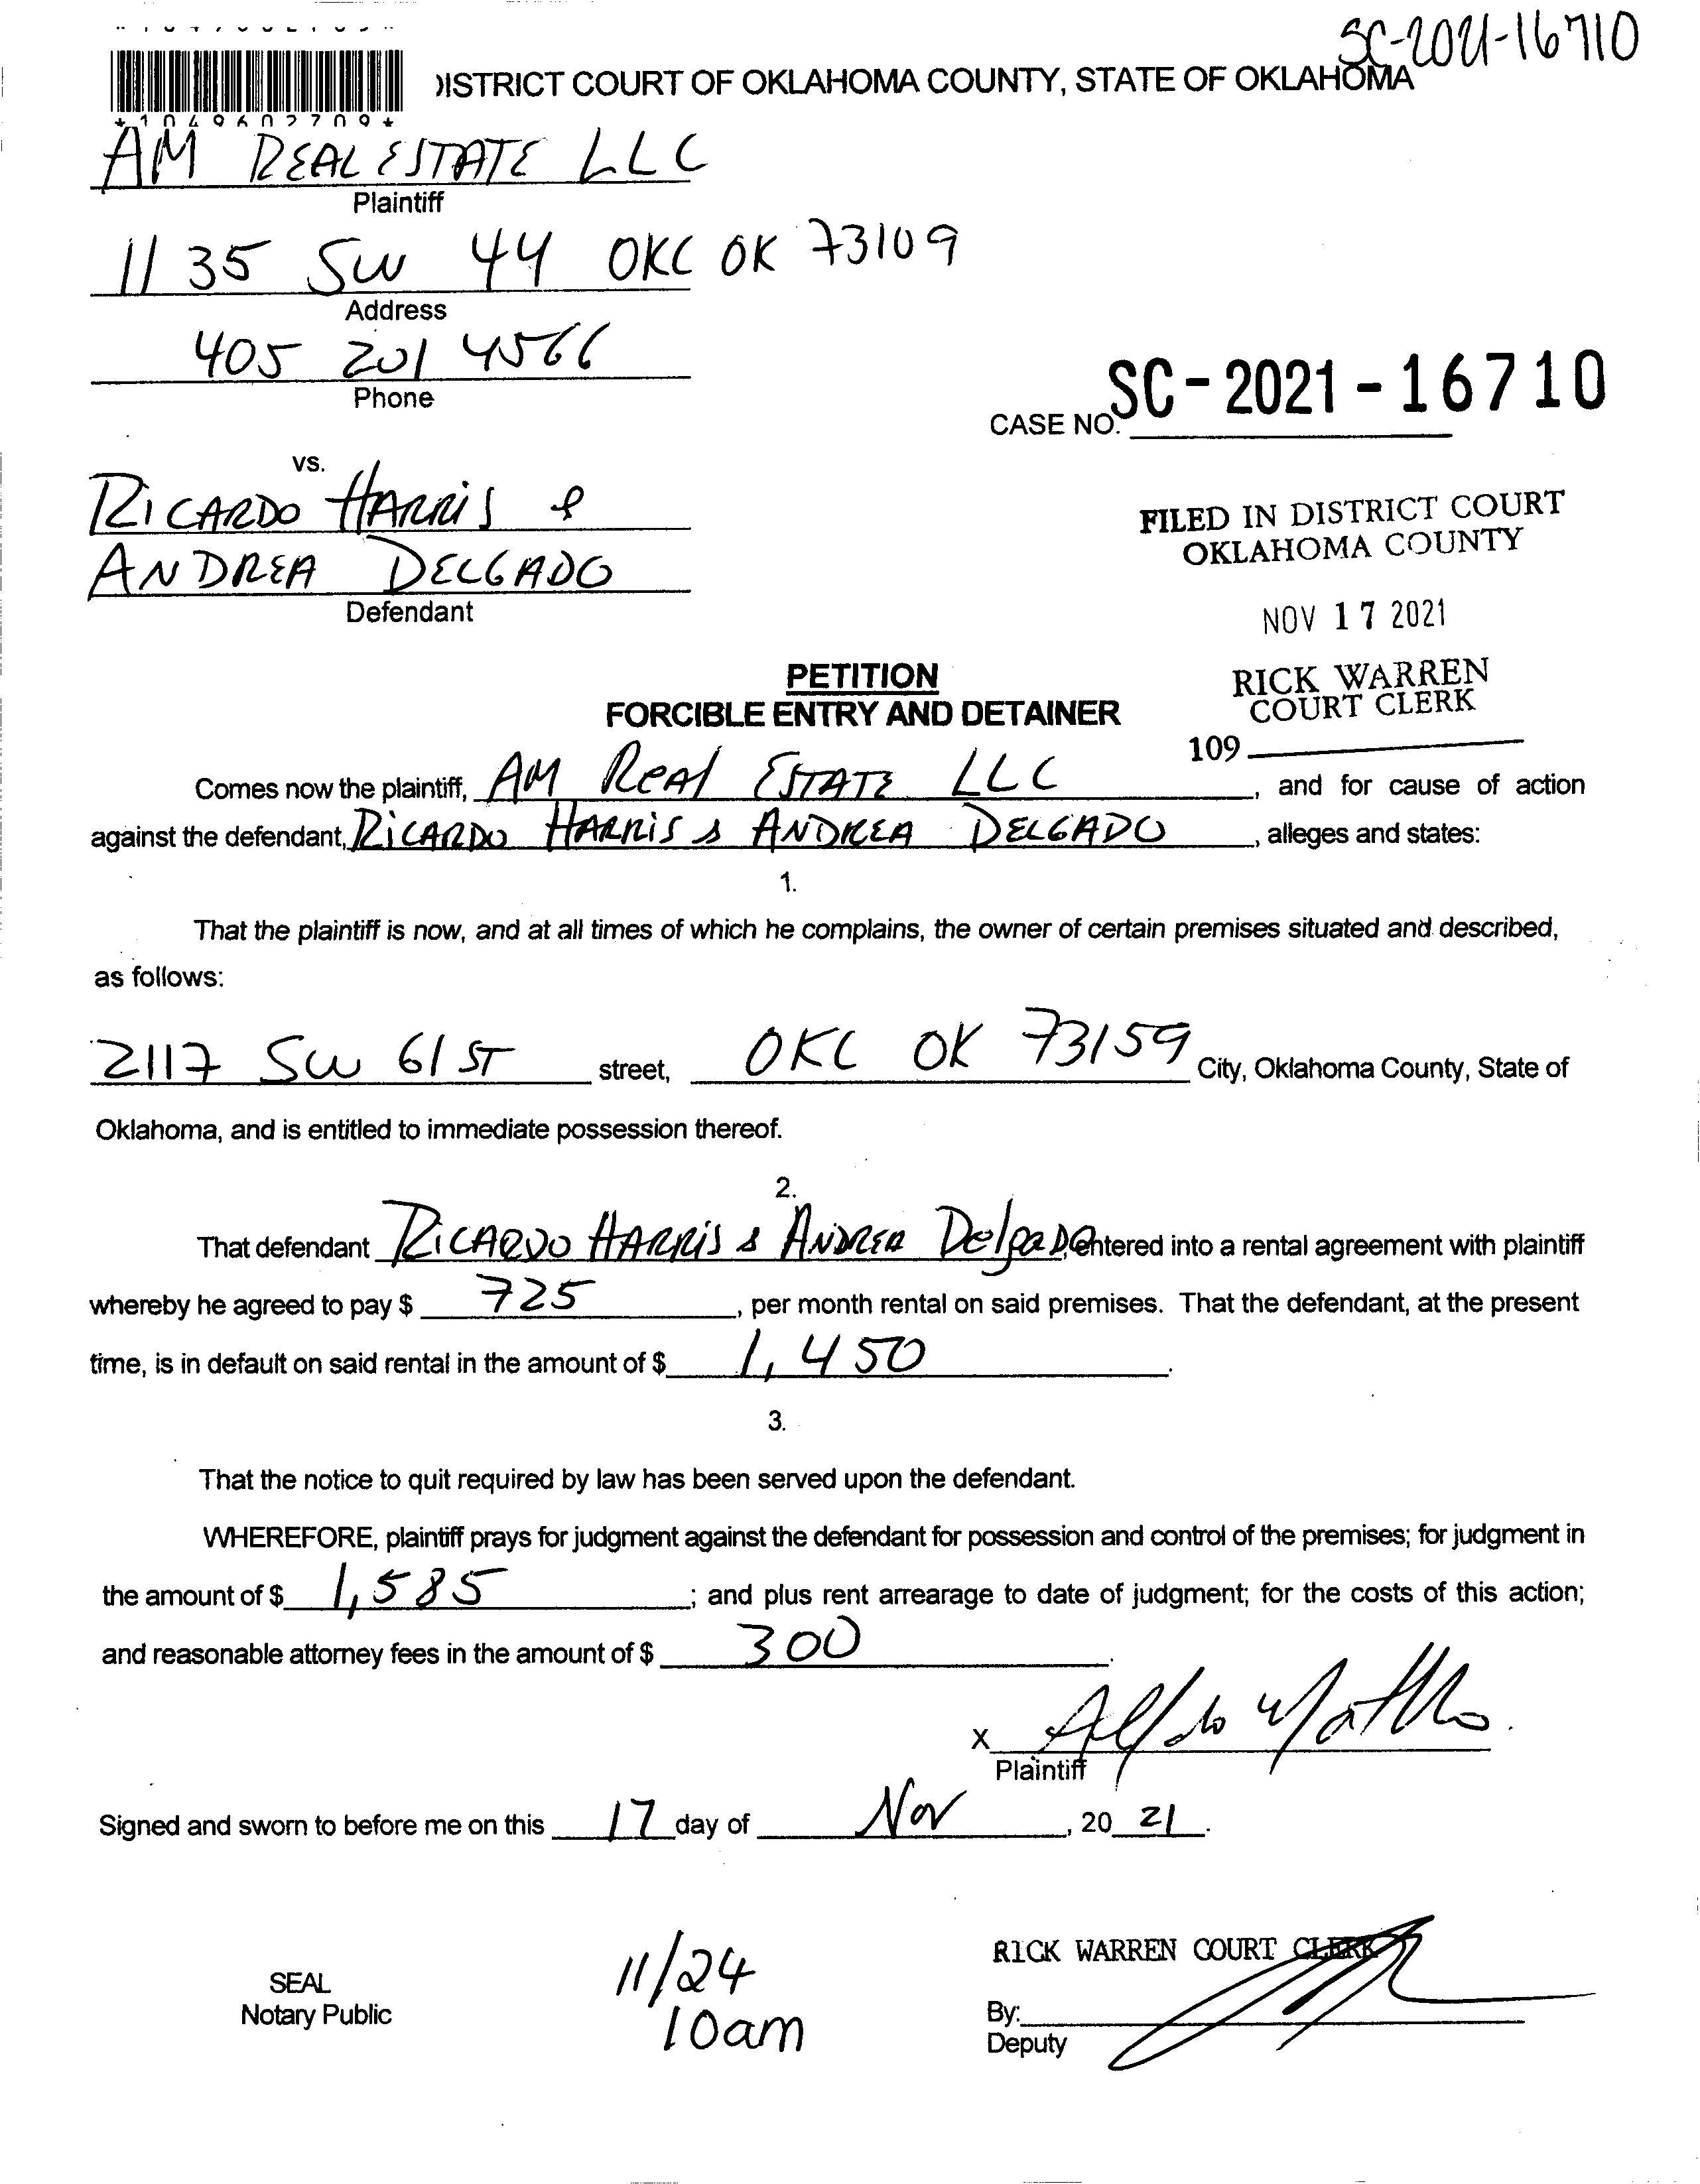 SC-2021-16710
DISTRICT COURT OF OKLAHOMA COUNTY, STATE OF OKLAHOMA
*1049602709*
AM REAL ESTATE LLC
Plaintiff
1135 SW 44 OKC OK 73109
Address
405 201 4566
Phone
CASE NO. SC-2021-16710
vs.
RICARDO HARRIS &
ANDREA DELGADO
Defendant
FILED IN DISTRICT COURT
OKLAHOMA COUNTY
NOV 17 2021
RICK WARREN
COURT CLERK
109
PETITION
FORCIBLE ENTRY AND DETAINER
Comes now the plaintiff, AM Real ESTATE LLC, and for cause of action
against the defendant, RICARDO HARRIS & ANDREA DELGADO, alleges and states:
1.
That the plaintiff is now, and at all times of which he complains, the owner of certain premises situated and described,
as follows:
2117 SW 61 ST street, OKC OK 73159 City, Oklahoma County, State of
Oklahoma, and is entitled to immediate possession thereof.
2.
That defendant RICARDO HARRIS & ANDREA DelgaDO entered into a rental agreement with plaintiff
whereby he agreed to pay $ 725, per month rental on said premises. That the defendant, at the present
time, is in default on said rental in the amount of $ 1,450.
3.
That the notice to quit required by law has been served upon the defendant.
WHEREFORE, plaintiff prays for judgment against the defendant for possession and control of the premises; for judgment in
the amount of $ 1,585; and plus rent arrearage to date of judgment; for the costs of this action;
and reasonable attorney fees in the amount of $ 300.
X
Plaintiff
Signed and sworn to before me on this 17 day of Nov, 20 21.
SEAL
Notary Public
11/24
10am
RICK WARREN COURT CLERK
By:
Deputy